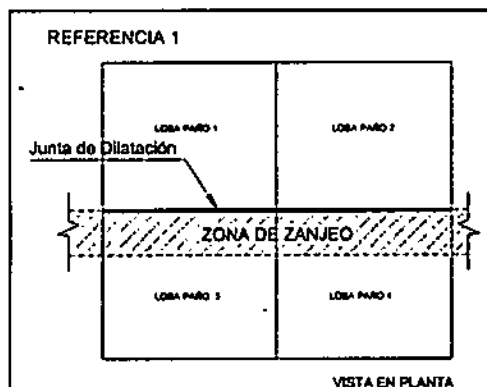 REFERENCIA 1
LOSA PAÑO 1
LOSA PAÑO 2
Junta de Dilatación
ZONA DE ZANJEO
LOSA PAÑO 3
LOSA PAÑO 4
VISTA EN PLANTA